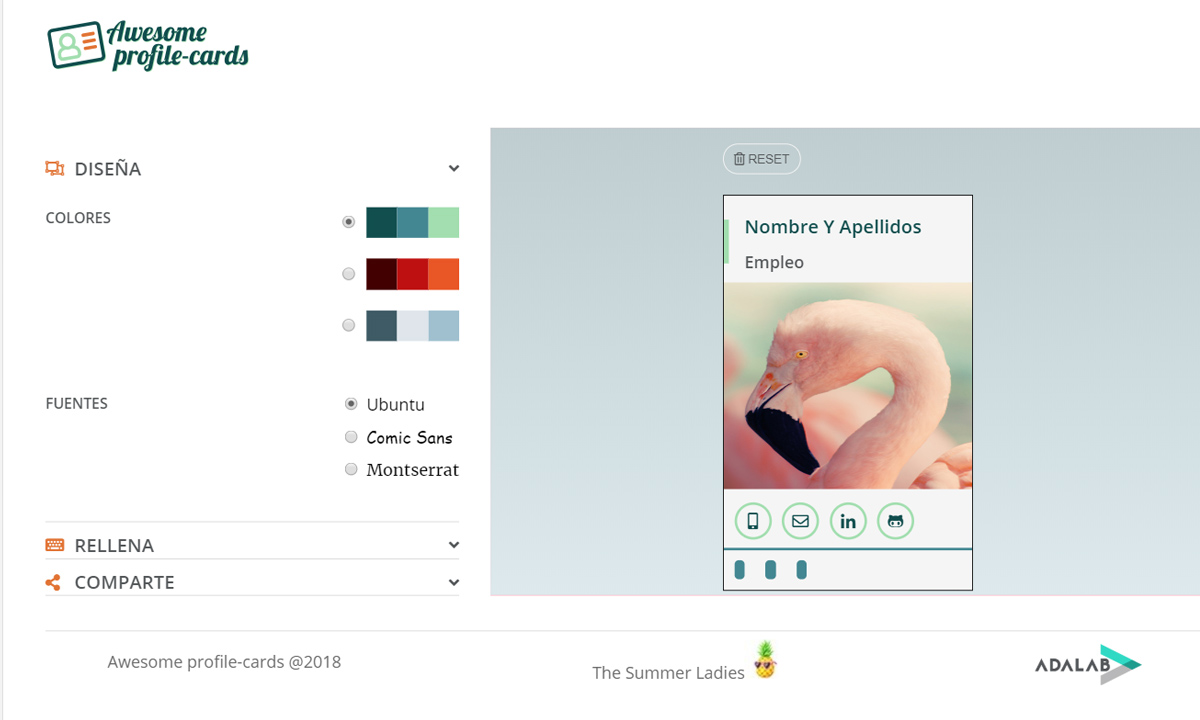 Awesome
profile-cards
DISEÑA
COLORES
FUENTES
Ubuntu
Comic Sans
Montserrat
RELLENA
COMPARTE
RESET
Nombre Y Apellidos
Empleo
in
Awesome profile-cards @2018
The Summer Ladies
ADALAB